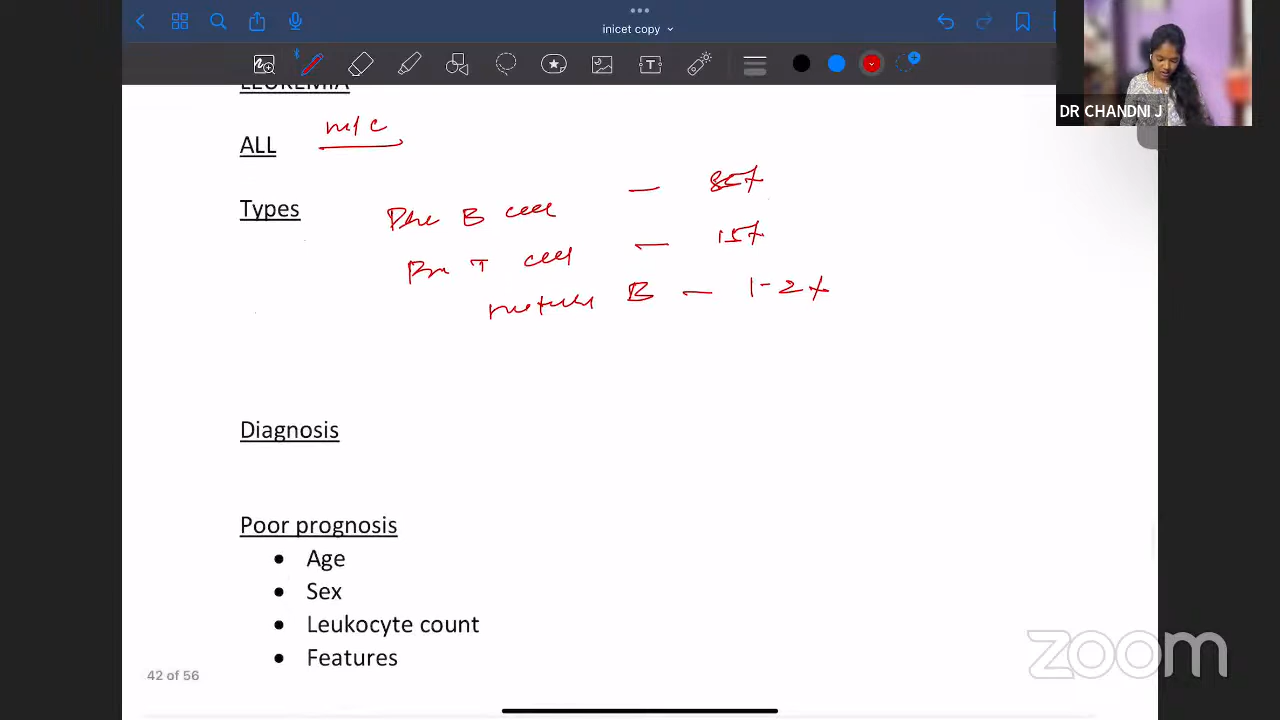 inicet copy
DR CHANDNI J
LEUKEMIA
ALL m/c
Types
Pre B cell — 85%
Pre T cell — 15%
mature B — 1-2%
Diagnosis
Poor prognosis
• Age
• Sex
• Leukocyte count
• Features
42 of 56
zoom